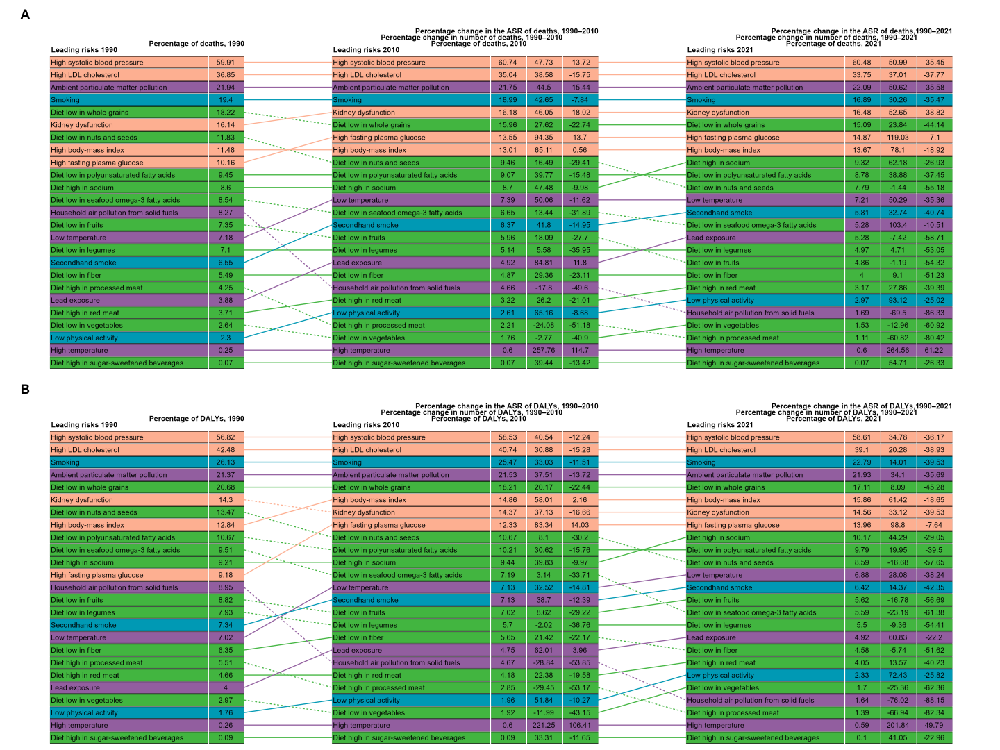 A
Percentage of deaths, 1990
Leading risks 1990
Percentage change in the ASR of deaths, 1990–2010
Percentage change in number of deaths, 1990–2010
Percentage of deaths, 2010
Leading risks 2010
Percentage change in the ASR of deaths,1990–2021
Percentage change in number of deaths, 1990–2021
Percentage of deaths, 2021
Leading risks 2021
High systolic blood pressure 59.91 High systolic blood pressure 60.74 47.73 -13.72 High systolic blood pressure 60.48 50.99 -35.45
High LDL cholesterol 36.85 High LDL cholesterol 35.04 38.58 -15.75 High LDL cholesterol 33.75 37.01 -37.77
Ambient particulate matter pollution 21.94 Ambient particulate matter pollution 21.75 44.5 -15.44 Ambient particulate matter pollution 22.09 50.62 -35.58
Smoking 19.4 Smoking 18.99 42.65 -7.84 Smoking 16.89 30.26 -35.47
Diet low in whole grains 18.22 Kidney dysfunction 16.18 46.05 -18.02 Kidney dysfunction 16.48 52.65 -38.82
Kidney dysfunction 16.14 Diet low in whole grains 15.96 27.62 -22.74 Diet low in whole grains 15.09 23.84 -44.14
Diet low in nuts and seeds 11.83 High fasting plasma glucose 13.55 94.35 13.7 High fasting plasma glucose 14.87 119.03 -7.1
High body-mass index 11.48 High body-mass index 13.01 65.11 0.56 High body-mass index 13.67 78.1 -18.92
High fasting plasma glucose 10.16 Diet low in nuts and seeds 9.46 16.49 -29.41 Diet high in sodium 9.32 62.18 -26.93
Diet low in polyunsaturated fatty acids 9.45 Diet low in polyunsaturated fatty acids 9.07 39.77 -15.48 Diet low in polyunsaturated fatty acids 8.78 38.88 -37.45
Diet high in sodium 8.6 Diet high in sodium 8.7 47.48 -9.98 Diet low in nuts and seeds 7.79 -1.44 -55.18
Diet low in seafood omega-3 fatty acids 8.54 Low temperature 7.39 50.06 -11.62 Low temperature 7.21 50.29 -35.36
Household air pollution from solid fuels 8.27 Diet low in seafood omega-3 fatty acids 6.65 13.44 -31.89 Secondhand smoke 5.81 32.74 -40.74
Diet low in fruits 7.35 Secondhand smoke 6.37 41.8 -14.95 Diet low in seafood omega-3 fatty acids 5.28 103.4 -10.51
Low temperature 7.18 Diet low in fruits 5.96 18.09 -27.7 Lead exposure 5.28 -7.42 -58.71
Diet low in legumes 7.1 Diet low in legumes 5.14 5.58 -35.95 Diet low in legumes 4.97 4.71 -53.05
Secondhand smoke 6.55 Lead exposure 4.92 84.81 11.8 Diet low in fruits 4.86 -1.19 -54.32
Diet low in fiber 5.49 Diet low in fiber 4.87 29.36 -23.11 Diet low in fiber 4 9.1 -51.23
Diet high in processed meat 4.25 Household air pollution from solid fuels 4.66 -17.8 -49.6 Diet high in red meat 3.17 27.86 -39.39
Lead exposure 3.88 Diet high in red meat 3.22 26.2 -21.01 Low physical activity 2.97 93.12 -25.02
Diet high in red meat 3.71 Low physical activity 2.61 65.16 -8.68 Household air pollution from solid fuels 1.69 -69.5 -86.33
Diet low in vegetables 2.64 Diet high in processed meat 2.21 -24.08 -51.18 Diet low in vegetables 1.53 -12.96 -60.92
Low physical activity 2.3 Diet low in vegetables 1.76 -2.77 -40.9 Diet high in processed meat 1.11 -60.82 -80.42
High temperature 0.25 High temperature 0.6 257.76 114.7 High temperature 0.6 264.56 61.22
Diet high in sugar-sweetened beverages 0.07 Diet high in sugar-sweetened beverages 0.07 39.44 -13.42 Diet high in sugar-sweetened beverages 0.07 54.71 -26.33
B
Percentage of DALYs, 1990
Leading risks 1990
Percentage change in the ASR of DALYs, 1990–2010
Percentage change in number of DALYs, 1990–2010
Percentage of DALYs, 2010
Leading risks 2010
Percentage change in the ASR of DALYs,1990–2021
Percentage change in number of DALYs, 1990–2021
Percentage of DALYs, 2021
Leading risks 2021
High systolic blood pressure 56.82 High systolic blood pressure 58.53 40.54 -12.24 High systolic blood pressure 58.61 34.78 -36.17
High LDL cholesterol 42.48 High LDL cholesterol 40.74 30.88 -15.28 High LDL cholesterol 39.1 20.28 -38.93
Smoking 26.13 Smoking 25.47 33.03 -11.51 Smoking 22.79 14.01 -39.53
Ambient particulate matter pollution 21.37 Ambient particulate matter pollution 21.53 37.51 -13.72 Ambient particulate matter pollution 21.93 34.1 -35.69
Diet low in whole grains 20.68 Diet low in whole grains 18.21 20.17 -22.44 Diet low in whole grains 17.11 8.09 -45.28
Kidney dysfunction 14.3 High body-mass index 14.86 58.01 2.16 High body-mass index 15.86 61.42 -18.65
Diet low in nuts and seeds 13.47 Kidney dysfunction 14.37 37.13 -16.66 Kidney dysfunction 14.56 33.12 -39.53
High body-mass index 12.84 High fasting plasma glucose 12.33 83.34 14.03 High fasting plasma glucose 13.96 98.8 -7.64
Diet low in polyunsaturated fatty acids 10.67 Diet low in nuts and seeds 10.67 8.1 -30.2 Diet high in sodium 10.17 44.29 -29.05
Diet low in seafood omega-3 fatty acids 9.51 Diet low in polyunsaturated fatty acids 10.21 30.62 -15.76 Diet low in polyunsaturated fatty acids 9.79 19.95 -39.5
Diet high in sodium 9.21 Diet high in sodium 9.44 39.83 -9.97 Diet low in nuts and seeds 8.59 -16.68 -57.65
High fasting plasma glucose 9.18 Diet low in seafood omega-3 fatty acids 7.19 3.14 -33.71 Low temperature 6.88 28.08 -38.24
Household air pollution from solid fuels 8.95 Low temperature 7.13 32.52 -14.81 Secondhand smoke 6.42 14.37 -42.35
Diet low in fruits 8.82 Secondhand smoke 7.13 38.7 -12.39 Diet low in fruits 5.62 -16.78 -56.69
Diet low in legumes 7.93 Diet low in fruits 7.02 8.62 -29.22 Diet low in seafood omega-3 fatty acids 5.59 -23.19 -61.38
Secondhand smoke 7.34 Diet low in legumes 5.7 -2.02 -36.76 Diet low in legumes 5.5 -9.36 -54.41
Low temperature 7.02 Diet low in fiber 5.65 21.42 -22.17 Lead exposure 4.92 60.83 -22.2
Diet low in fiber 6.35 Lead exposure 4.75 62.01 3.96 Diet low in fiber 4.58 -5.74 -51.62
Diet high in processed meat 5.51 Household air pollution from solid fuels 4.67 -28.84 -53.85 Diet high in red meat 4.05 13.57 -40.23
Diet high in red meat 4.66 Diet high in red meat 4.18 22.38 -19.58 Low physical activity 2.33 72.43 -25.82
Lead exposure 4 Diet high in processed meat 2.85 -29.45 -53.17 Diet low in vegetables 1.7 -25.36 -62.36
Diet low in vegetables 2.97 Low physical activity 1.96 51.84 -10.27 Household air pollution from solid fuels 1.64 -76.02 -88.15
Low physical activity 1.76 Diet low in vegetables 1.92 -11.99 -43.15 Diet high in processed meat 1.39 -66.94 -82.34
High temperature 0.26 High temperature 0.6 221.25 106.41 High temperature 0.59 201.84 49.79
Diet high in sugar-sweetened beverages 0.09 Diet high in sugar-sweetened beverages 0.09 33.31 -11.65 Diet high in sugar-sweetened beverages 0.1 41.05 -22.96